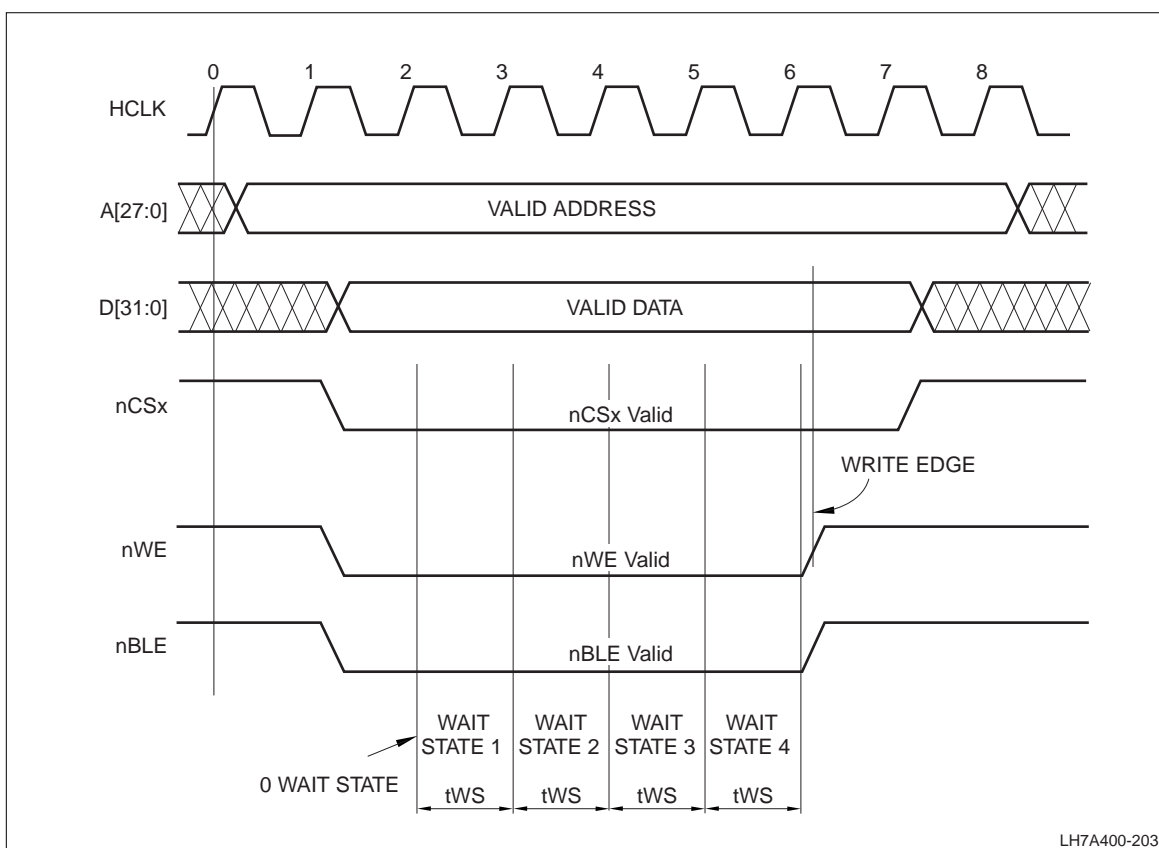 0 1 2 3 4 5 6 7 8
HCLK
A[27:0] VALID ADDRESS
D[31:0] VALID DATA
nCSx nCSx Valid
WRITE EDGE
nWE nWE Valid
nBLE nBLE Valid
WAIT STATE 1 WAIT STATE 2 WAIT STATE 3 WAIT STATE 4
0 WAIT STATE
tWS tWS tWS tWS
LH7A400-203